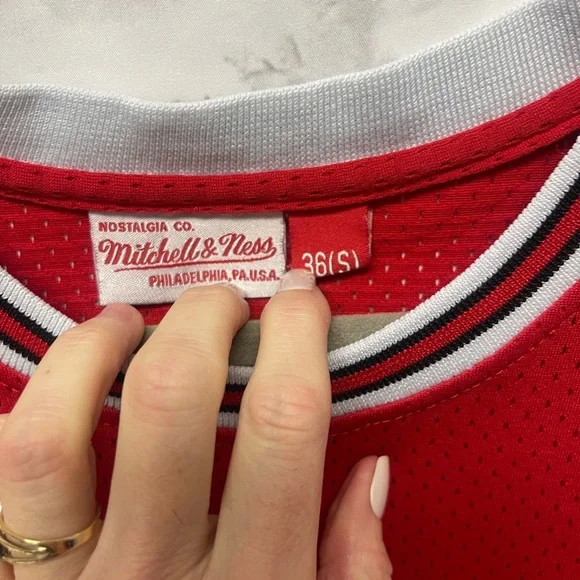 NOSTALGIA CO.
Mitchell & Ness
PHILADELPHIA, PA. U.S.A.
36(S)